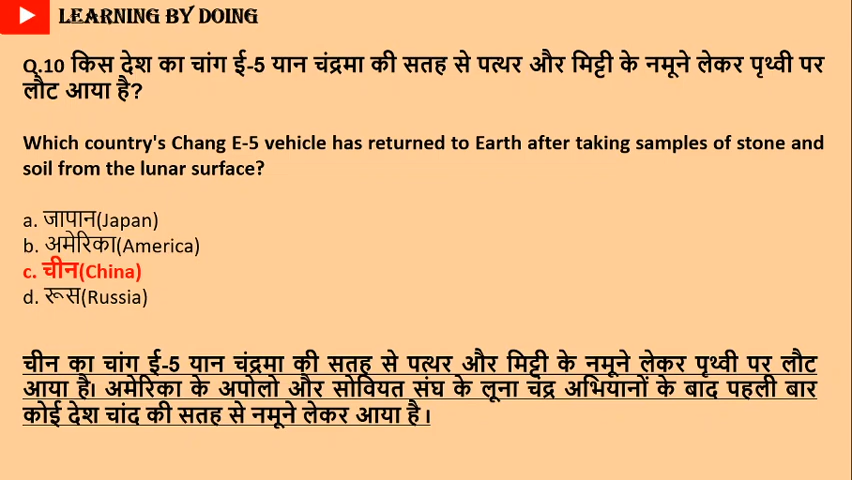 LEARNING BY DOING
Q.10 किस देश का चांग ई-5 यान चंद्रमा की सतह से पत्थर और मिट्टी के नमूने लेकर पृथ्वी पर
लौट आया है?
Which country's Chang E-5 vehicle has returned to Earth after taking samples of stone and
soil from the lunar surface?
a. जापान(Japan)
b. अमेरिका(America)
c. चीन(China)
d. रूस(Russia)
चीन का चांग ई-5 यान चंद्रमा की सतह से पत्थर और मिट्टी के नमूने लेकर पृथ्वी पर लौट
आया है। अमेरिका के अपोलो और सोवियत संघ के लूना चंद्र अभियानों के बाद पहली बार
कोई देश चांद की सतह से नमूने लेकर आया है।